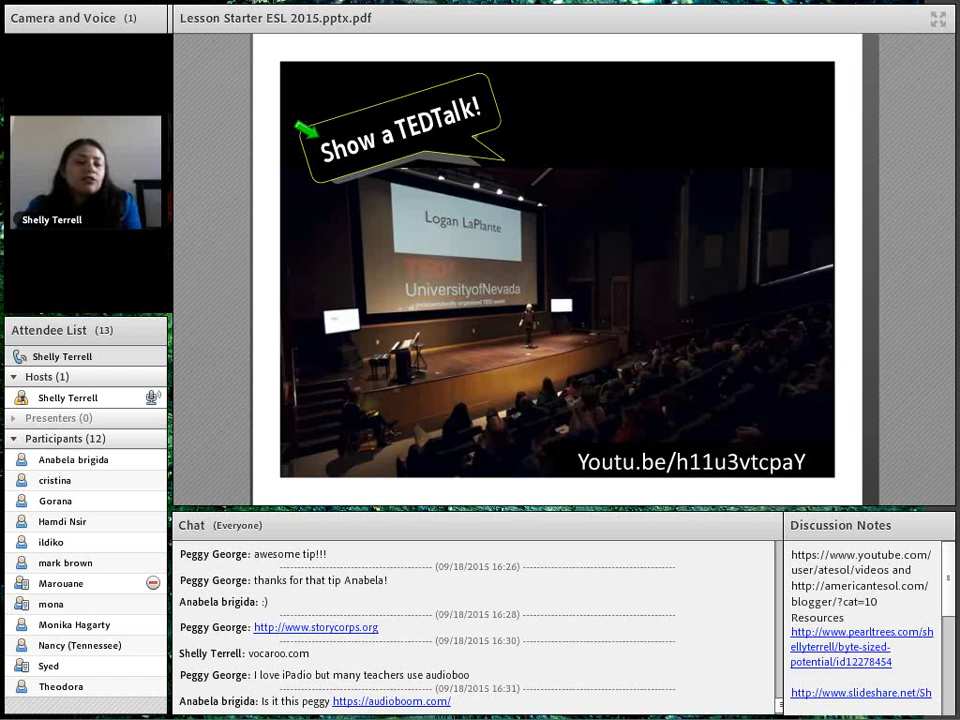 Camera and Voice (1)
Shelly Terrell
Attendee List (13)
Shelly Terrell
Hosts (1)
Shelly Terrell
Presenters (0)
Participants (12)
Anabela brigida
cristina
Gorana
Hamdi Nsir
ildiko
mark brown
Marouane
mona
Monika Hagarty
Nancy (Tennessee)
Syed
Theodora
Lesson Starter ESL 2015.pptx.pdf
Show a TEDTalk!
Logan LaPlante
UniversityofNevada
Youtu.be/h11u3vtcpaY
Chat (Everyone)
Peggy George: awesome tip!!!
(09/18/2015 16:26)
Peggy George: thanks for that tip Anabela!
Anabela brigida: :)
(09/18/2015 16:28)
Peggy George: http://www.storycorps.org
(09/18/2015 16:30)
Shelly Terrell: vocaroo.com
Peggy George: I love iPadio but many teachers use audioboo
(09/18/2015 16:31)
Anabela brigida: Is it this peggy https://audioboom.com/
Discussion Notes
https://www.youtube.com/
user/atesol/videos and
http://americantesol.com/
blogger/?cat=10
Resources
http://www.pearltrees.com/sh
ellyterrell/byte-sized-
potential/id12278454
http://www.slideshare.net/Sh